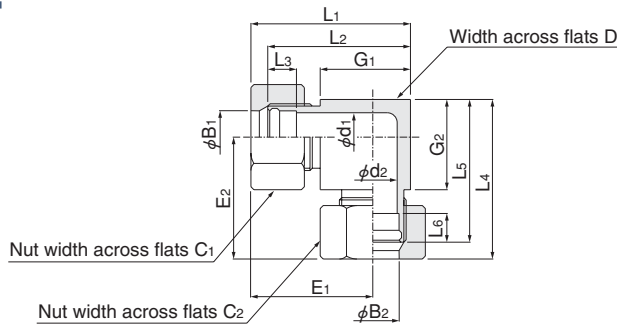 L1
L2
Width across flats D
L3
G1
φB1
φd1
G2
L5
L4
E2
φd2
L6
Nut width across flats C1
E1
Nut width across flats C2
φB2